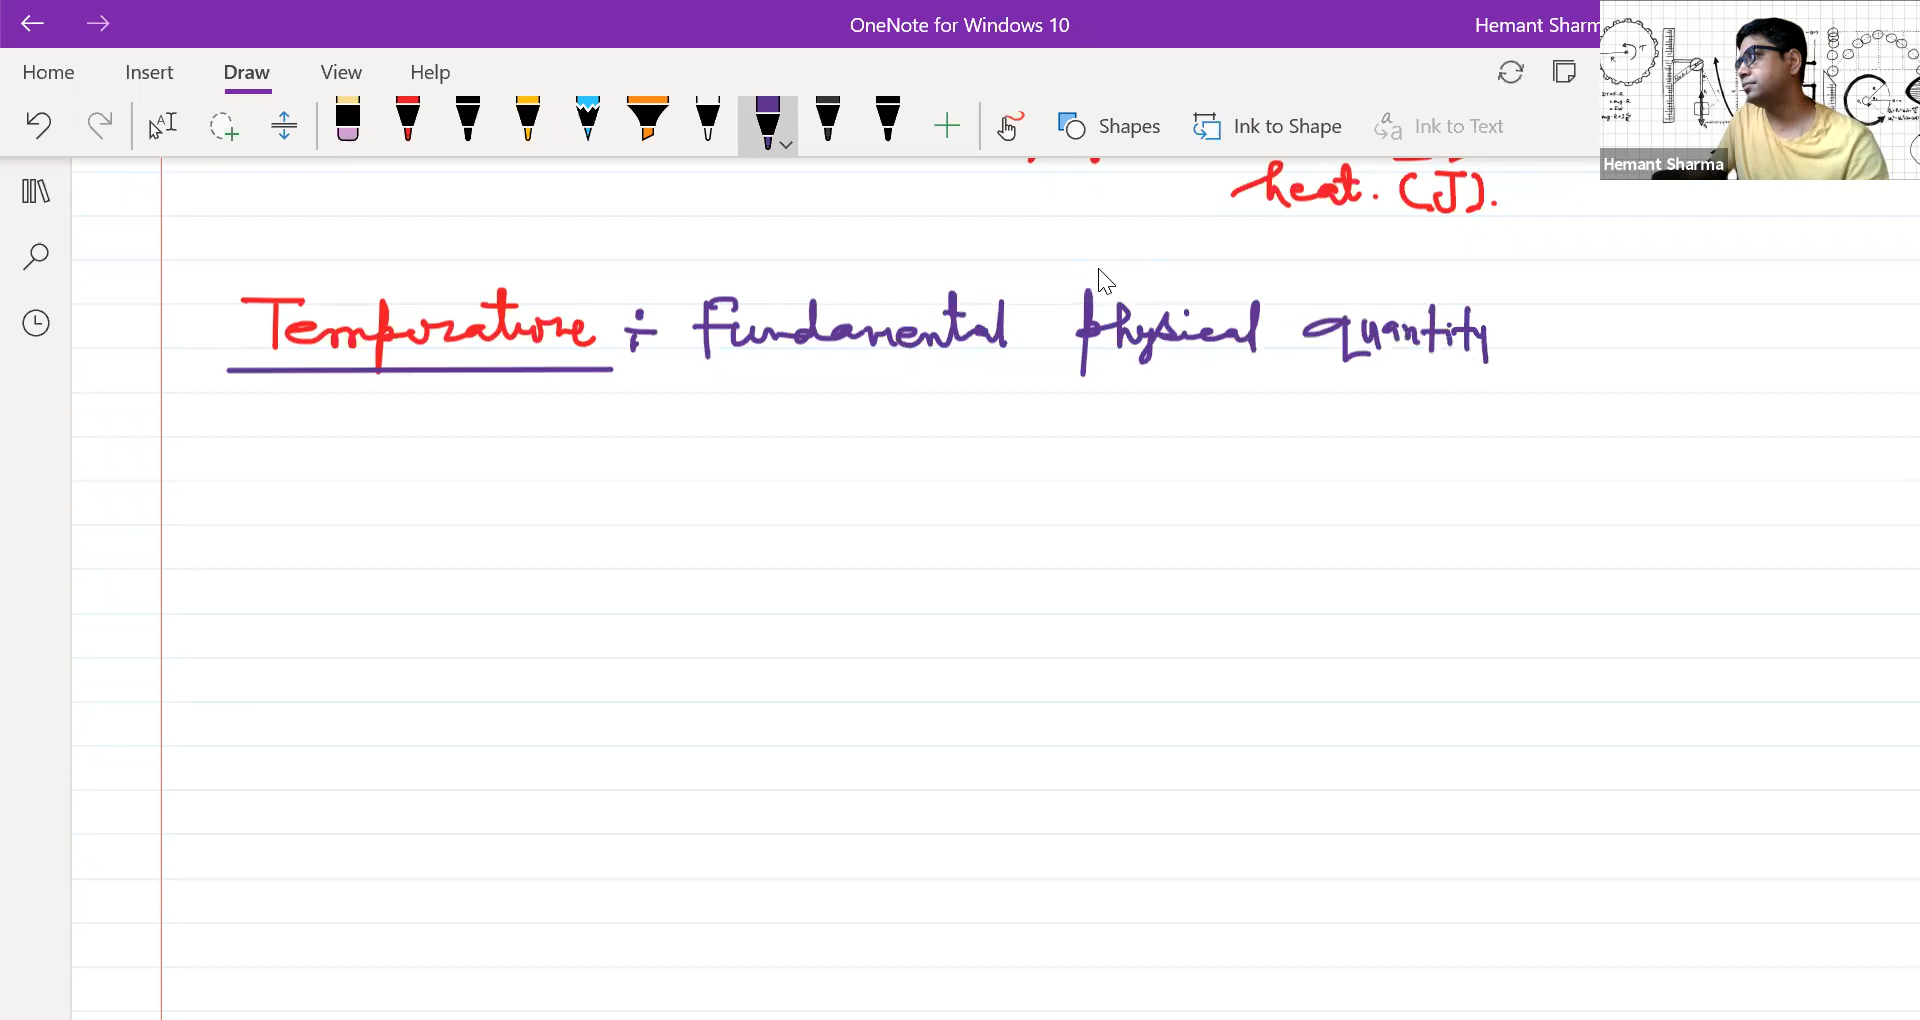 OneNote for Windows 10
Hemant Sharm
Home Insert Draw View Help
Shapes Ink to Shape Ink to Text
Hemant Sharma
heat. (J).
Temperature ÷ Fundamental physical quantity